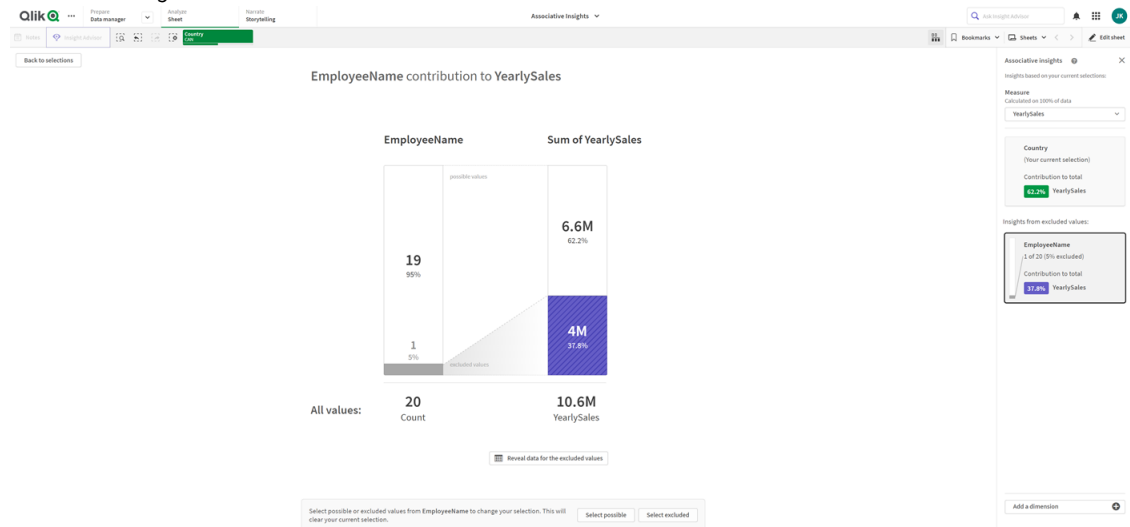 Qlik
Prepare
Data manager
Analyze
Sheet
Narrate
Storytelling
Associative Insights
Ask Insight Advisor
JK
Notes
Insight Advisor
Country
CAN
Bookmarks
Sheets
Edit sheet
Back to selections
EmployeeName contribution to YearlySales
EmployeeName
Sum of YearlySales
possible values
6.6M
62.2%
19
95%
4M
37.8%
1
5%
excluded values
All values:
20
Count
10.6M
YearlySales
Reveal data for the excluded values
Select possible or excluded values from EmployeeName to change your selection. This will
clear your current selection.
Select possible
Select excluded
Associative insights
Insights based on your current selections:
Measure
Calculated on 100% of data
YearlySales
Country
(Your current selection)
Contribution to total
62.2% YearlySales
Insights from excluded values:
EmployeeName
1 of 20 (5% excluded)
Contribution to total
37.8% YearlySales
Add a dimension